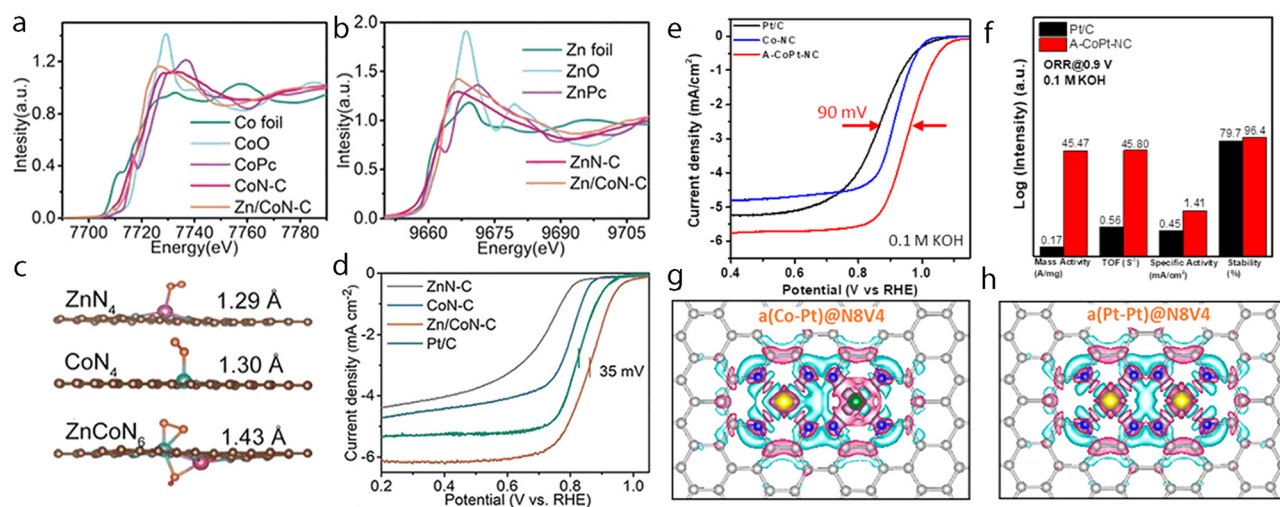 a
Intesity(a.u.)
1.2
0.8
0.4
0.0
Co foil
CoO
CoPc
CoN-C
Zn/CoN-C
7700
7730
7760
7790
Energy(eV)
b
Intesity(a.u.)
2.0
1.5
1.0
0.5
0.0
Zn foil
ZnO
ZnPc
ZnN-C
Zn/CoN-C
9660
9675
9690
9705
Energy(eV)
c
ZnN4
1.29 Å
CoN4
1.30 Å
ZnCoN6
1.43 Å
d
Current density (mA cm-2)
0
-2
-4
-6
ZnN-C
CoN-C
Zn/CoN-C
Pt/C
35 mV
0.2
0.4
0.6
0.8
1.0
Potential (V vs. RHE)
e
Current density (mA/cm2)
0
-1
-2
-3
-4
-5
-6
Pt/C
Co-NC
A-CoPt-NC
90 mV
0.1 M KOH
0.4
0.6
0.8
1.0
Potential (V vs RHE)
f
Log (Intensity) (a.u.)
Pt/C
A-CoPt-NC
ORR@0.9 V
0.1 M KOH
0.17
45.47
0.56
45.80
0.45
1.41
79.7
96.4
Mass Activity
(A/mg)
TOF (S-1)
Specific Activity
(mA/cm2)
Stability
(%)
g
a(Co-Pt)@N8V4
h
a(Pt-Pt)@N8V4